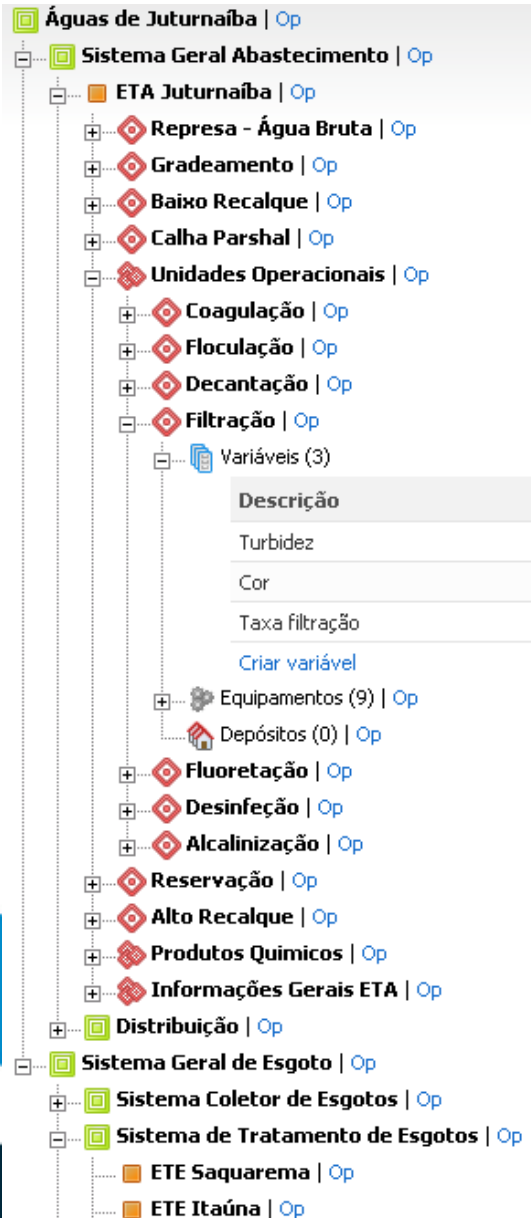 Águas de Juturnaíba | Op
Sistema Geral Abastecimento | Op
ETA Juturnaíba | Op
Represa - Água Bruta | Op
Gradeamento | Op
Baixo Recalque | Op
Calha Parshal | Op
Unidades Operacionais | Op
Coagulação | Op
Floculação | Op
Decantação | Op
Filtração | Op
Variáveis (3)
Descrição
Turbidez
Cor
Taxa filtração
Criar variável
Equipamentos (9) | Op
Depósitos (0) | Op
Fluoretação | Op
Desinfeção | Op
Alcalinização | Op
Reservação | Op
Alto Recalque | Op
Produtos Quimicos | Op
Informações Gerais ETA | Op
Distribuição | Op
Sistema Geral de Esgoto | Op
Sistema Coletor de Esgotos | Op
Sistema de Tratamento de Esgotos | Op
ETE Saquarema | Op
ETE Itaúna | Op